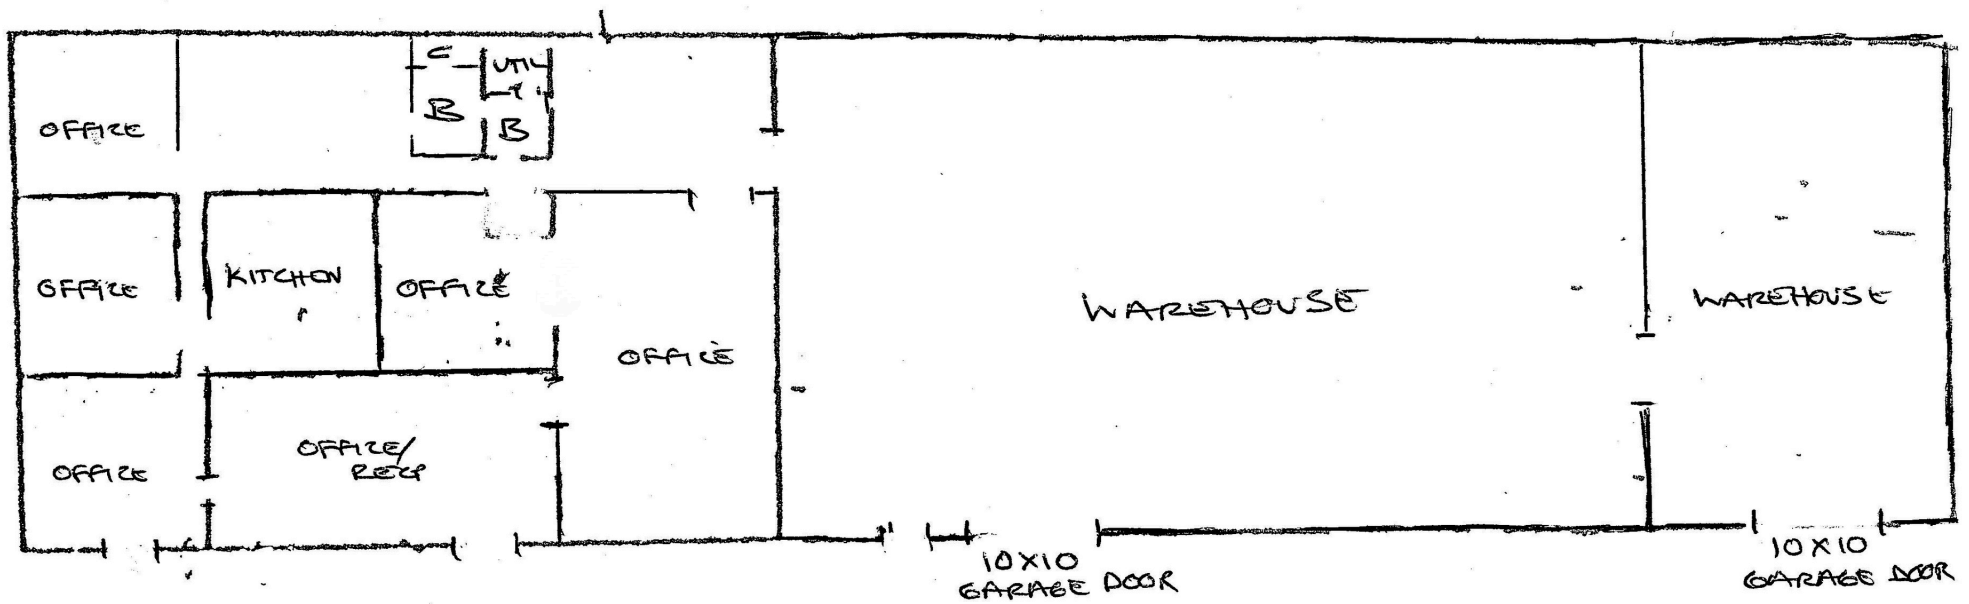 C
UTIL
B
B
OFFICE
OFFICE
KITCHEN
OFFICE
OFFICE
WAREHOUSE
WAREHOUSE
OFFICE
OFFICE/
RECP
10X10
GARAGE DOOR
10X10
GARAGE DOOR